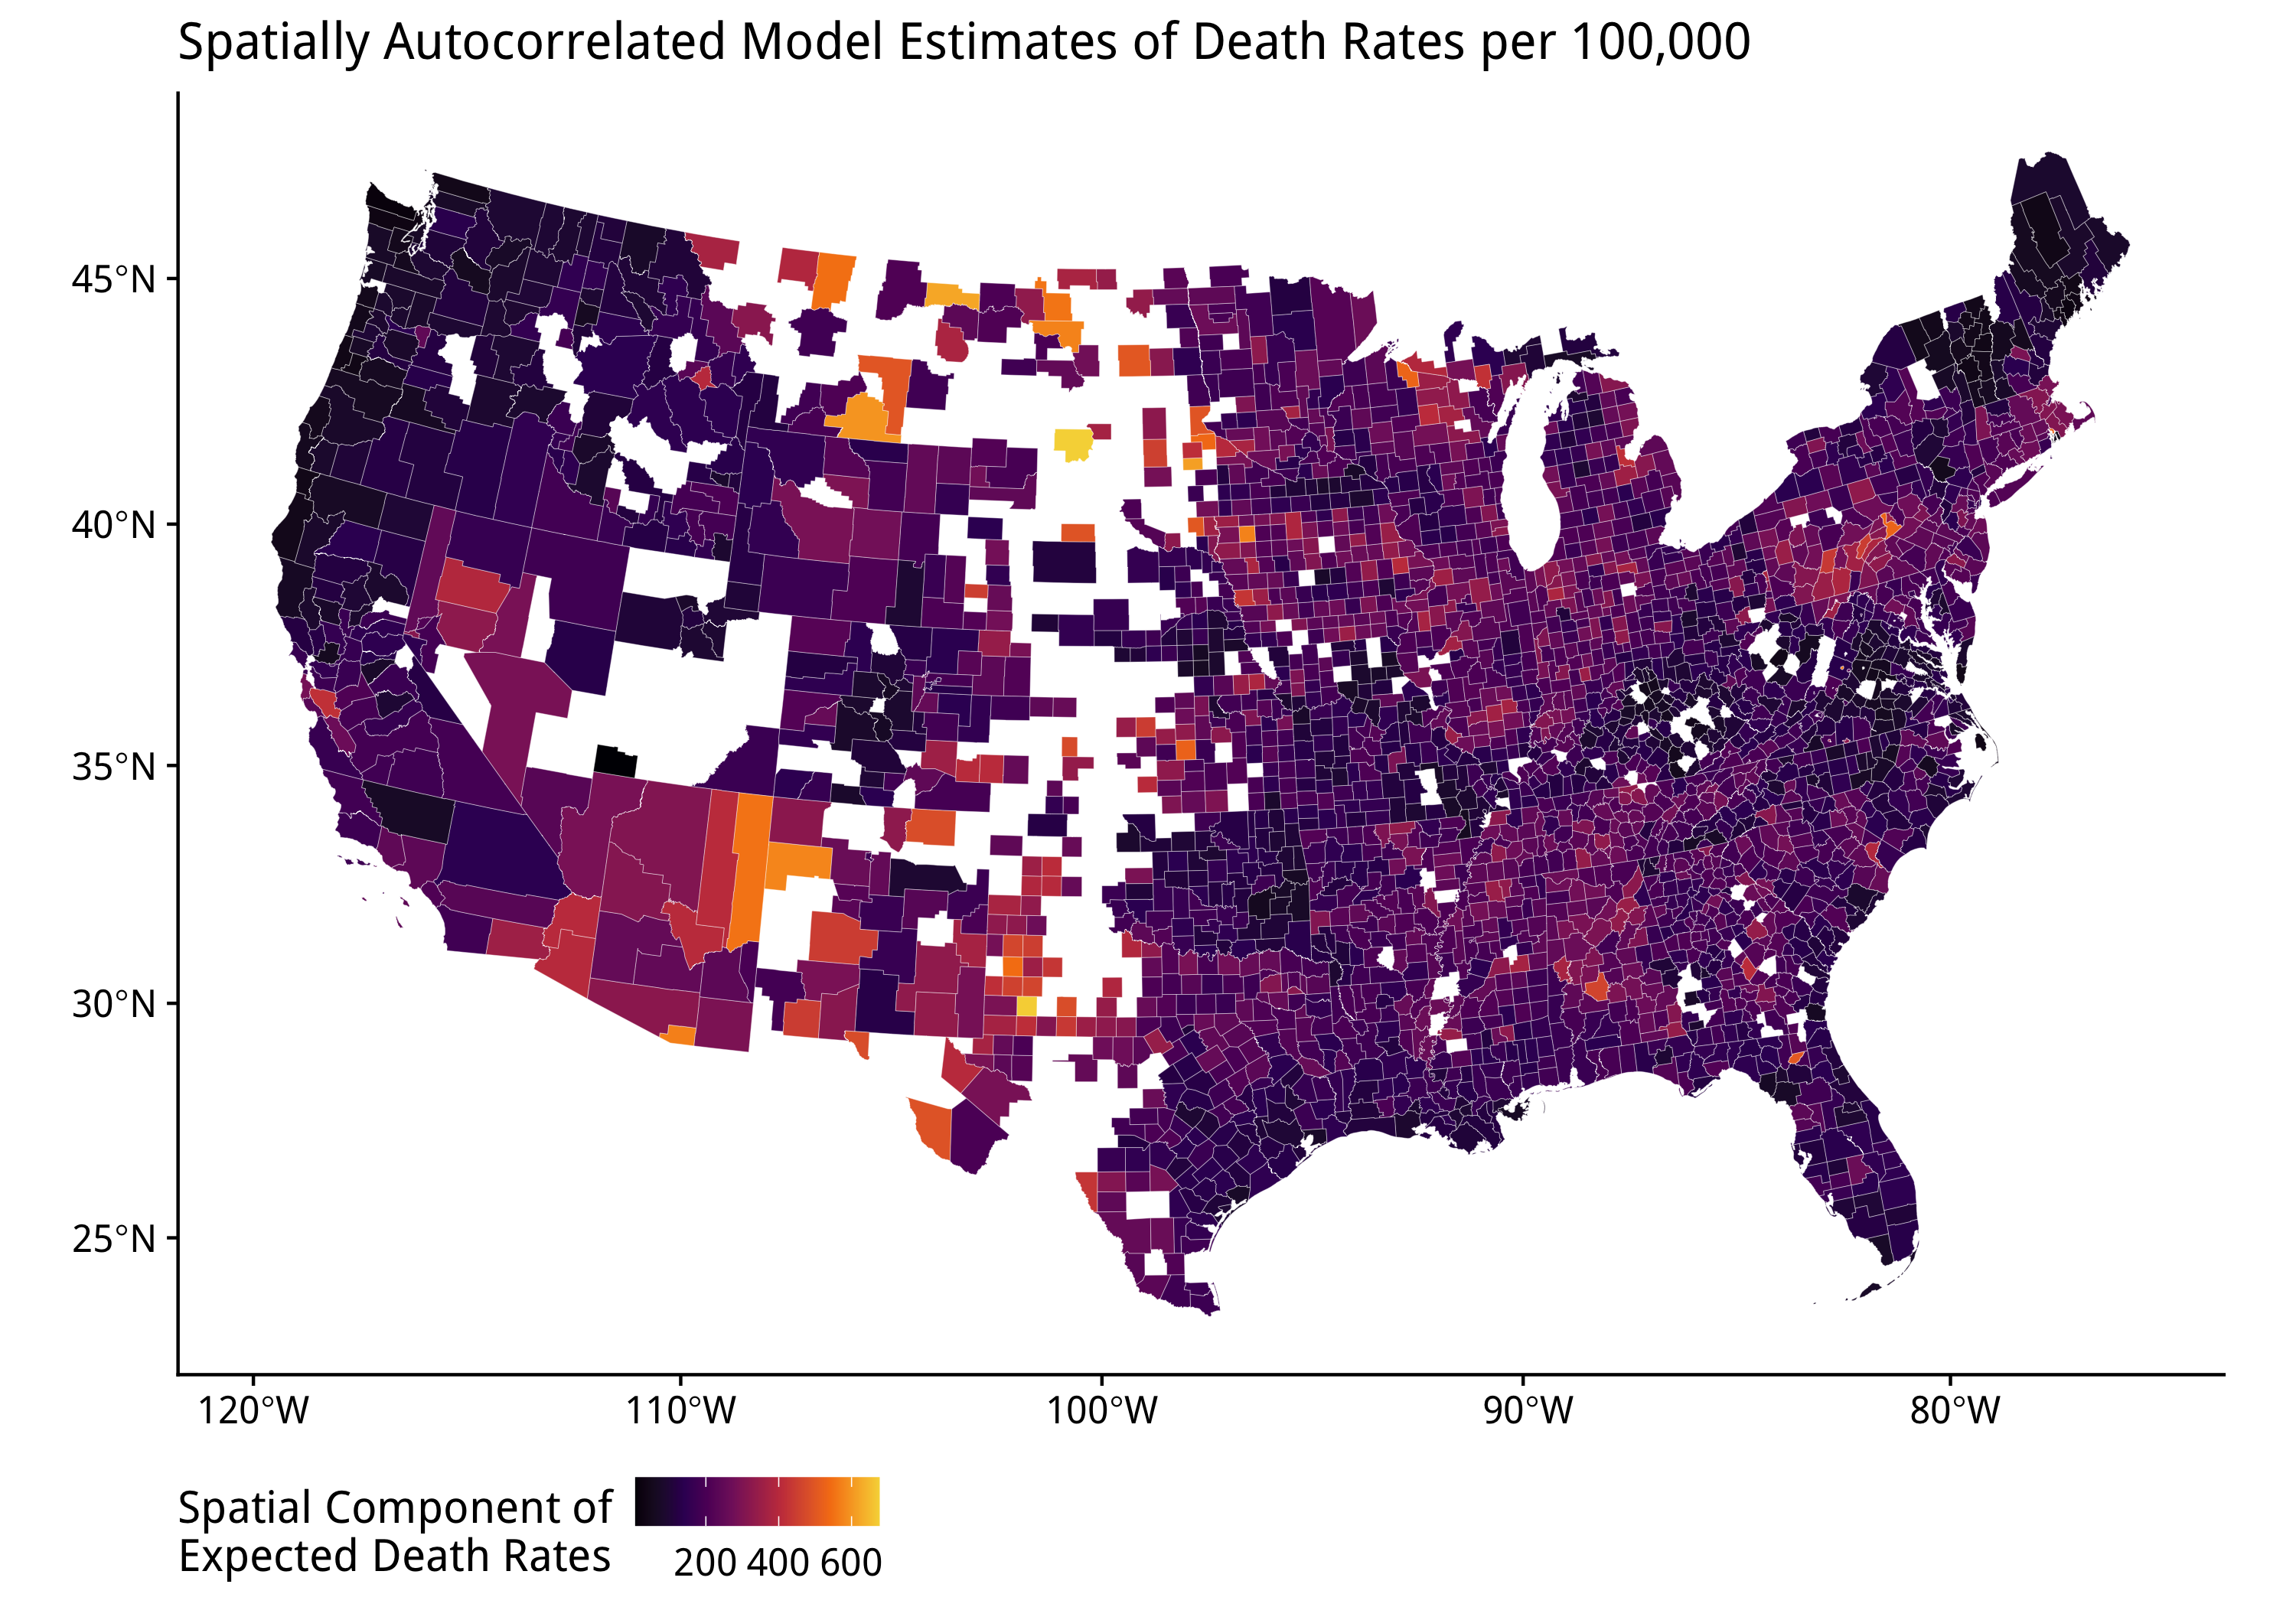 Spatially Autocorrelated Model Estimates of Death Rates per 100,000
45°N
40°N
35°N
30°N
25°N
120°W
110°W
100°W
90°W
80°W
Spatial Component of
Expected Death Rates
200 400 600